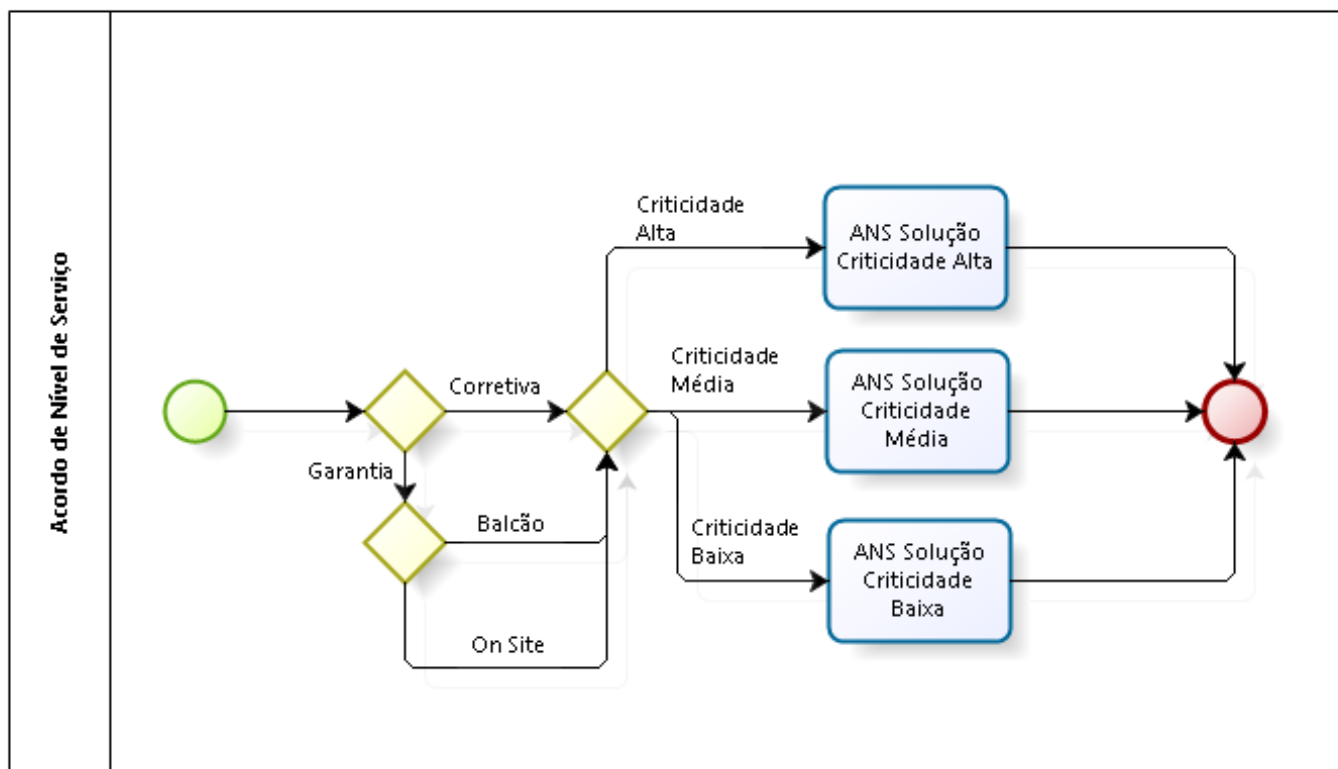 Acordo de Nível de Serviço
Criticidade
Alta
ANS Solução
Criticidade Alta
Corretiva
Criticidade
Média
ANS Solução
Criticidade
Média
Garantia
Balcão
Criticidade
Baixa
ANS Solução
Criticidade
Baixa
On Site